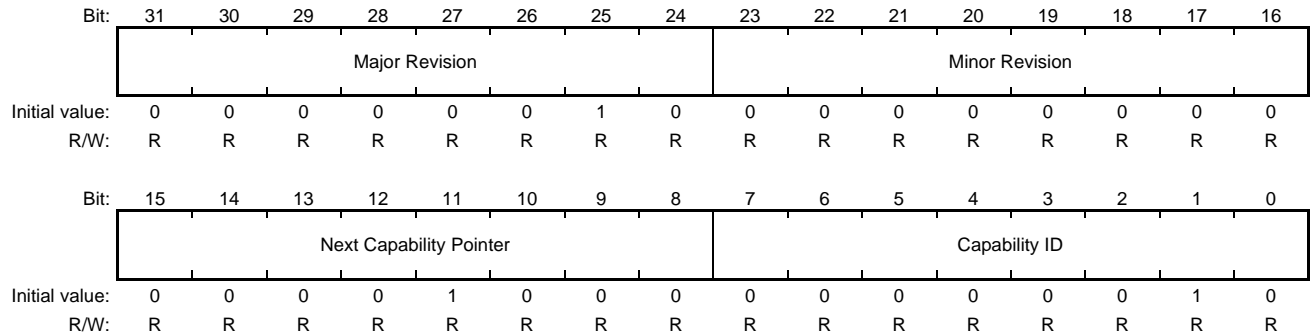 Bit: 31 30 29 28 27 26 25 24 23 22 21 20 19 18 17 16
Major Revision Minor Revision
Initial value: 0 0 0 0 0 0 1 0 0 0 0 0 0 0 0 0
R/W: R R R R R R R R R R R R R R R R
Bit: 15 14 13 12 11 10 9 8 7 6 5 4 3 2 1 0
Next Capability Pointer Capability ID
Initial value: 0 0 0 0 1 0 0 0 0 0 0 0 0 0 1 0
R/W: R R R R R R R R R R R R R R R R